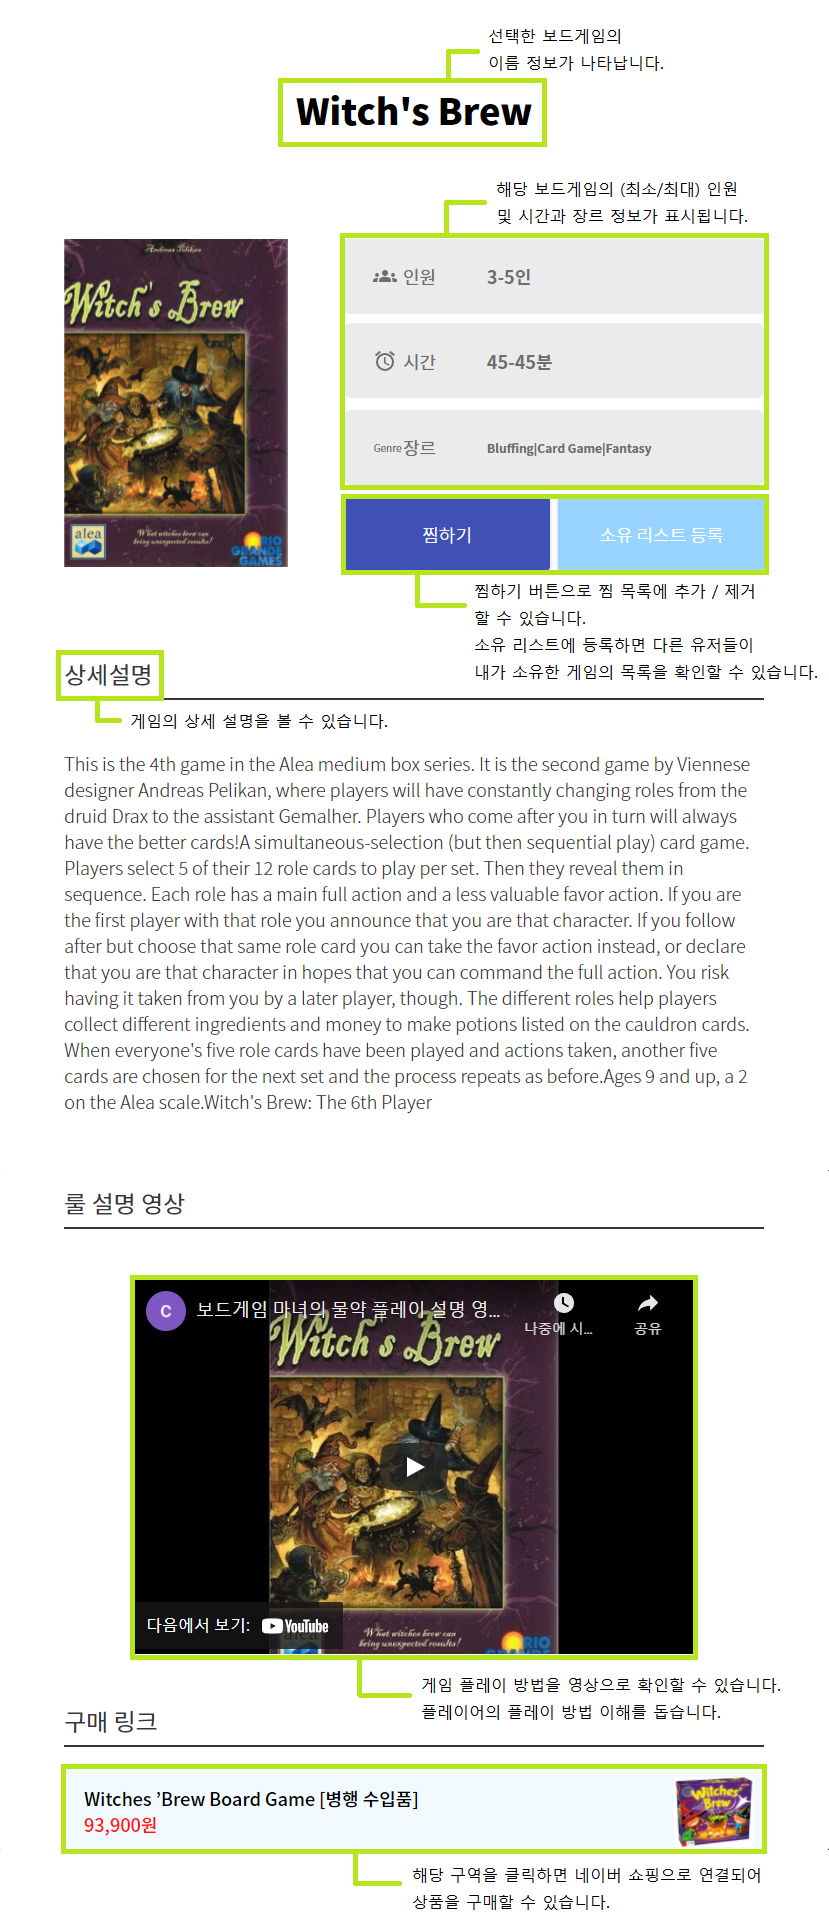 선택한 보드게임의
이름 정보가 나타납니다.
Witch's Brew
해당 보드게임의 (최소/최대) 인원
및 시간과 장르 정보가 표시됩니다.
Andreas Pelikan
Witch's Brew
alea
What witches brew can
bring unexpected results!
RIO
GRANDE
GAMES
인원 3-5인
시간 45-45분
Genre장르 Bluffing|Card Game|Fantasy
찜하기 소유 리스트 등록
찜하기 버튼으로 찜 목록에 추가 / 제거
할 수 있습니다.
소유 리스트에 등록하면 다른 유저들이
내가 소유한 게임의 목록을 확인할 수 있습니다.
상세설명
게임의 상세 설명을 볼 수 있습니다.
This is the 4th game in the Alea medium box series. It is the second game by Viennese
designer Andreas Pelikan, where players will have constantly changing roles from the
druid Drax to the assistant Gemalher. Players who come after you in turn will always
have the better cards!A simultaneous-selection (but then sequential play) card game.
Players select 5 of their 12 role cards to play per set. Then they reveal them in
sequence. Each role has a main full action and a less valuable favor action. If you are
the first player with that role you announce that you are that character. If you follow
after but choose that same role card you can take the favor action instead, or declare
that you are that character in hopes that you can command the full action. You risk
having it taken from you by a later player, though. The different roles help players
collect different ingredients and money to make potions listed on the cauldron cards.
When everyone's five role cards have been played and actions taken, another five
cards are chosen for the next set and the process repeats as before.Ages 9 and up, a 2
on the Alea scale.Witch's Brew: The 6th Player
룰 설명 영상
C 보드게임 마녀의 물약 플레이 설명 영...
나중에 시... 공유
Witch's Brew
다음에서 보기: YouTube
alea
What witches brew can
bring unexpected results!
RIO
GRANDE
게임 플레이 방법을 영상으로 확인할 수 있습니다.
플레이어의 플레이 방법 이해를 돕습니다.
구매 링크
Witches ’Brew Board Game [병행 수입품]
93,900원
Witches'
Brew
해당 구역을 클릭하면 네이버 쇼핑으로 연결되어
상품을 구매할 수 있습니다.